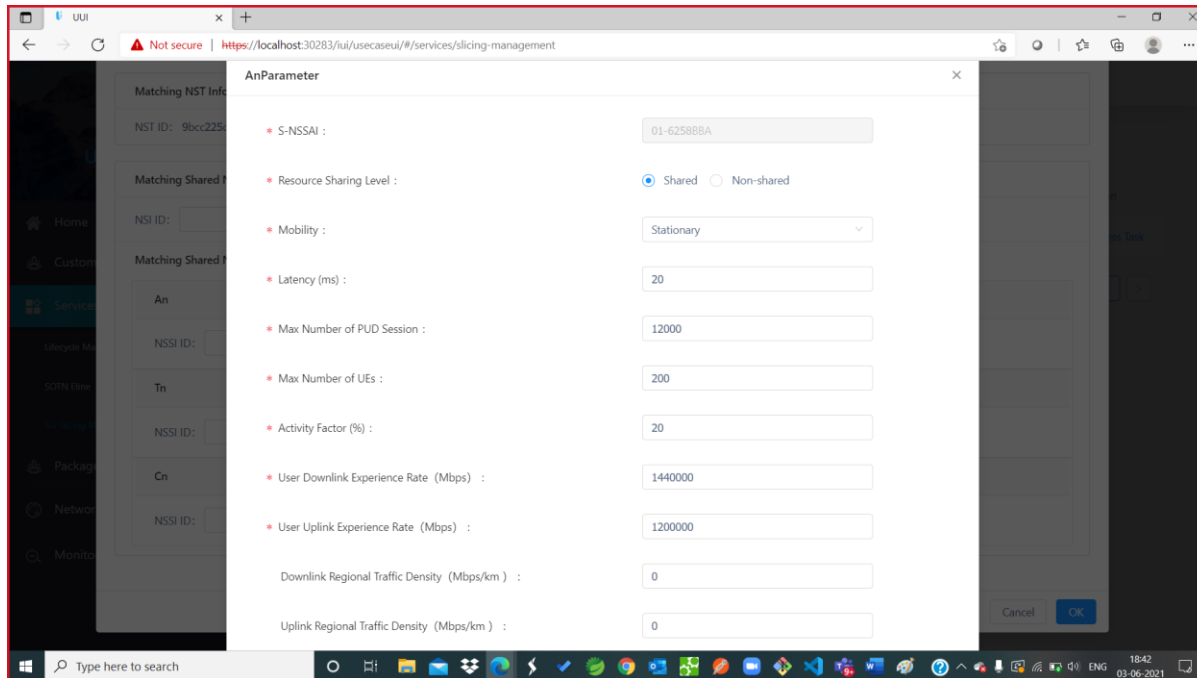 UUI
Not secure | https://localhost:30283/iui/usecaseui/#/services/slicing-management
AnParameter
Matching NST Info
NST ID: 9bcc225
* S-NSSAI :
01-6258BBA
Matching Shared N
* Resource Sharing Level :
Shared
Non-shared
NSI ID:
Home
* Mobility :
Stationary
Task
Custom
Matching Shared N
* Latency (ms) :
20
An
Services
* Max Number of PUD Session :
12000
NSSI ID:
Lifecycle Ma
* Max Number of UEs :
200
Tn
SOTN Eline
* Activity Factor (%) :
20
NSSI ID:
Package
Cn
* User Downlink Experience Rate (Mbps) :
1440000
Networ
NSSI ID:
* User Uplink Experience Rate (Mbps) :
1200000
Monito
Downlink Regional Traffic Density (Mbps/km ) :
0
Cancel
OK
Uplink Regional Traffic Density (Mbps/km ) :
0
Type here to search
ENG
18:42
03-06-2021